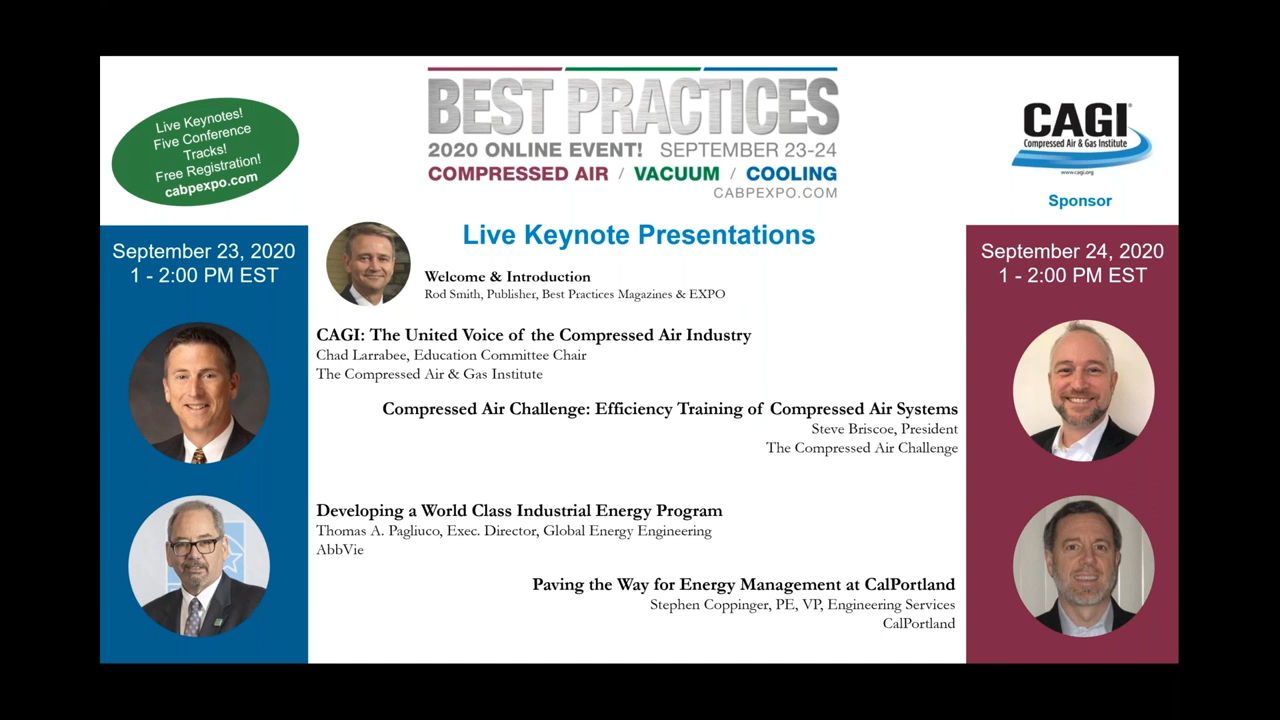 Live Keynotes!
Five Conference
Tracks!
Free Registration!
cabpexpo.com
BEST PRACTICES
2020 ONLINE EVENT! SEPTEMBER 23-24
COMPRESSED AIR / VACUUM / COOLING
CABPEXPO.COM
CAGI®
Compressed Air & Gas Institute
www.cagi.org
Sponsor
September 23, 2020
1 - 2:00 PM EST
Live Keynote Presentations
Welcome & Introduction
Rod Smith, Publisher, Best Practices Magazines & EXPO
CAGI: The United Voice of the Compressed Air Industry
Chad Larrabee, Education Committee Chair
The Compressed Air & Gas Institute
Compressed Air Challenge: Efficiency Training of Compressed Air Systems
Steve Briscoe, President
The Compressed Air Challenge
Developing a World Class Industrial Energy Program
Thomas A. Pagliuco, Exec. Director, Global Energy Engineering
AbbVie
Paving the Way for Energy Management at CalPortland
Stephen Coppinger, PE, VP, Engineering Services
CalPortland
September 24, 2020
1 - 2:00 PM EST